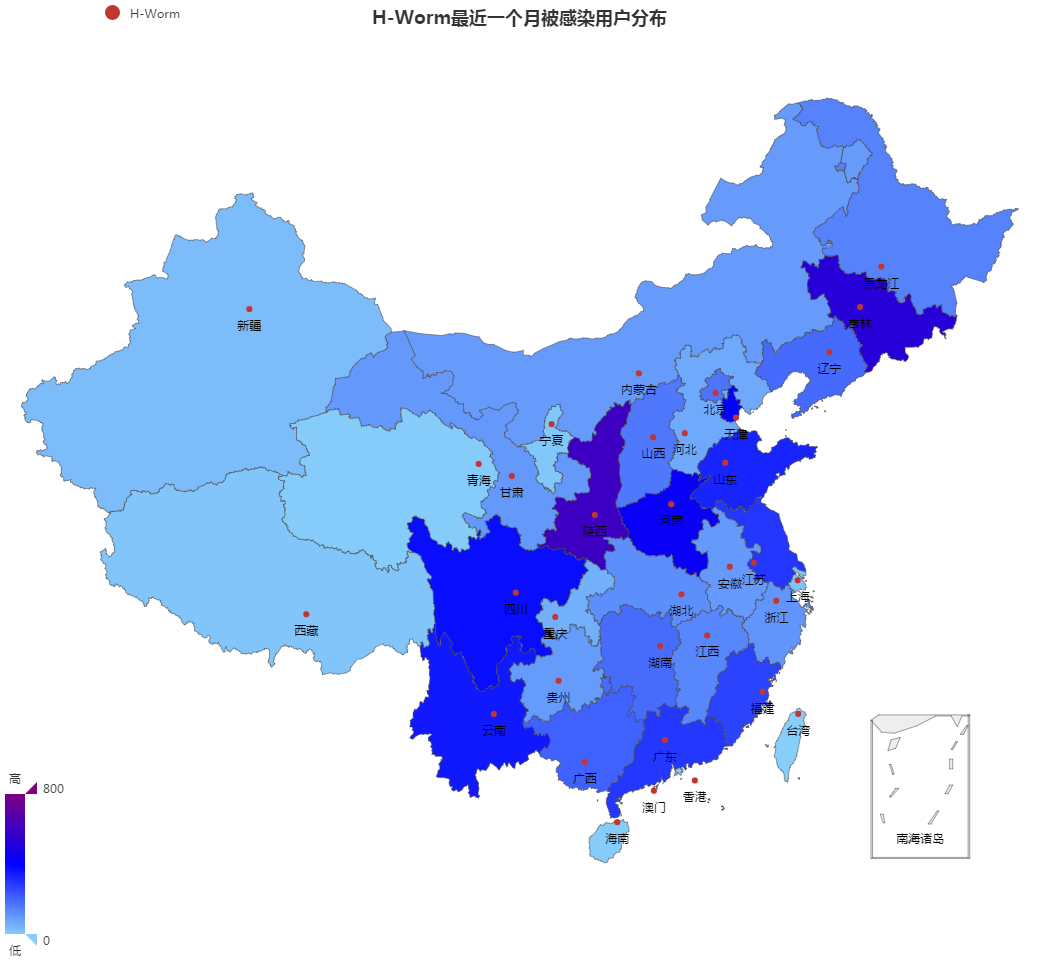 H-Worm最近一个月被感染用户分布
H-Worm
黑龙江
吉林
新疆
辽宁
内蒙古
北京
天津
宁夏
山西
河北
青海
甘肃
山东
河南
陕西
安徽
江苏
上海
四川
湖北
浙江
西藏
重庆
湖南
江西
贵州
福建
云南
台湾
广东
广西
香港
澳门
海南
南海诸岛
高
800
0
低